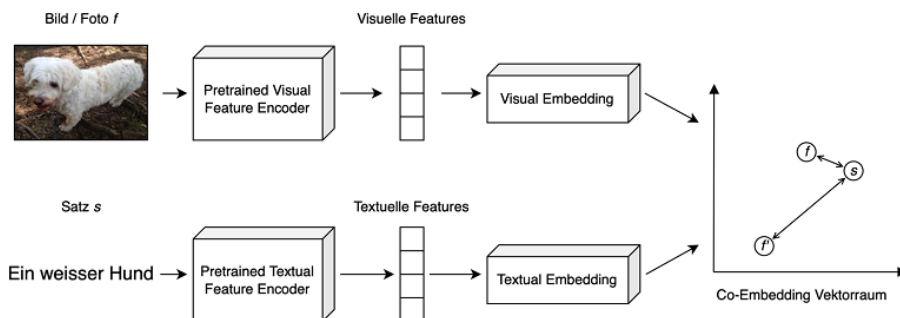 Bild / Foto f
Visuelle Features
Pretrained Visual
Feature Encoder
Visual Embedding
f
s
f'
Satz s
Textuelle Features
Ein weisser Hund
Pretrained Textual
Feature Encoder
Textual Embedding
Co-Embedding Vektorraum